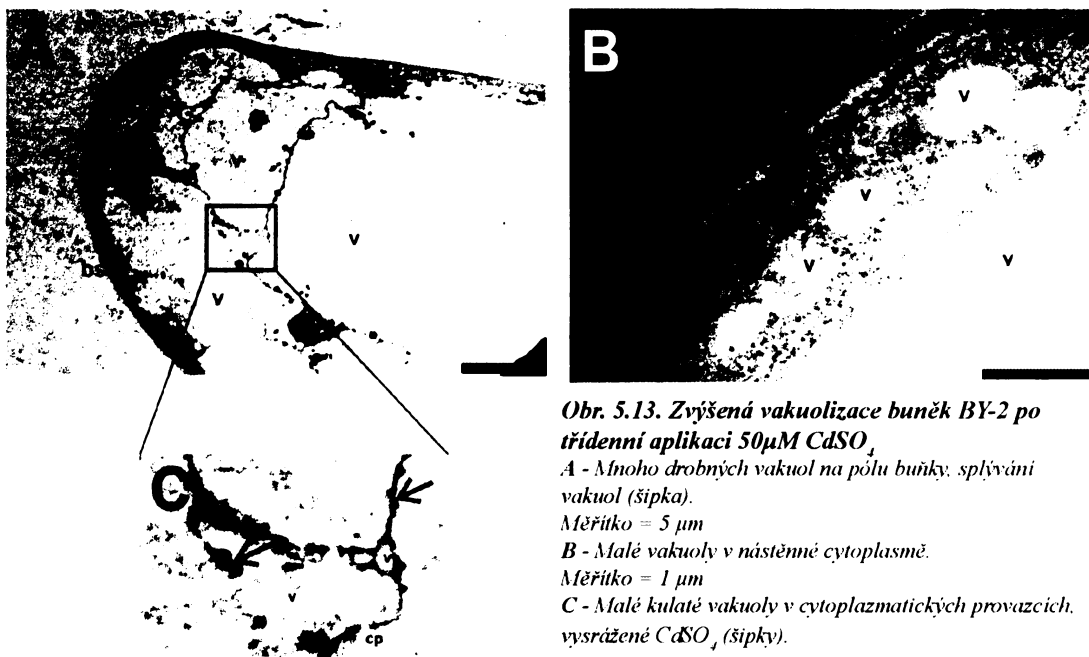 A
v
v
bs
v
B
v
v
v
v
C
v
v
cp
Obr. 5.13. Zvýšená vakuolizace buněk BY-2 po
třídenní aplikaci 50µM CdSO4
A - Mnoho drobných vakuol na pólu buňky, splývání
vakuol (šipka).
Měřítko = 5 µm
B - Malé vakuoly v nástěnné cytoplasmě.
Měřítko = 1 µm
C - Malé kulaté vakuoly v cytoplazmatických provazcích,
vysrážené CdSO4 (šipky).